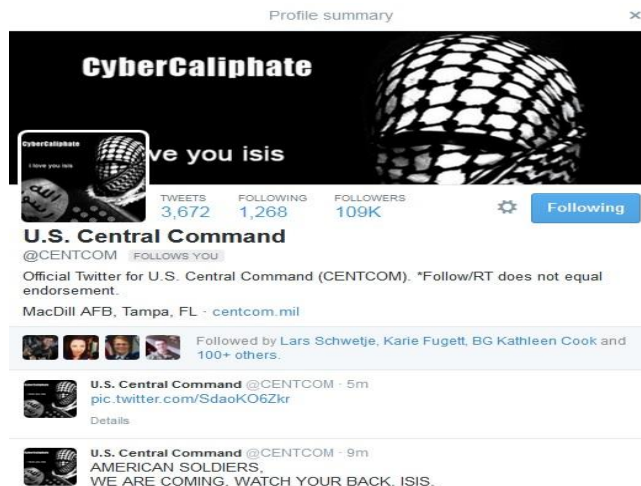 Profile summary
×
CyberCaliphate
ve you isis
CyberCaliphate
I love you isis
TWEETS FOLLOWING FOLLOWERS
3,672 1,268 109K
Following
U.S. Central Command
@CENTCOM FOLLOWS YOU
Official Twitter for U.S. Central Command (CENTCOM). *Follow/RT does not equal
endorsement.
MacDill AFB, Tampa, FL · centcom.mil
Followed by Lars Schwetje, Karie Fugett, BG Kathleen Cook and
100+ others.
U.S. Central Command @CENTCOM · 5m
pic.twitter.com/SdaoKO6Zkr
Details
U.S. Central Command @CENTCOM · 9m
AMERICAN SOLDIERS,
WE ARE COMING, WATCH YOUR BACK. ISIS.